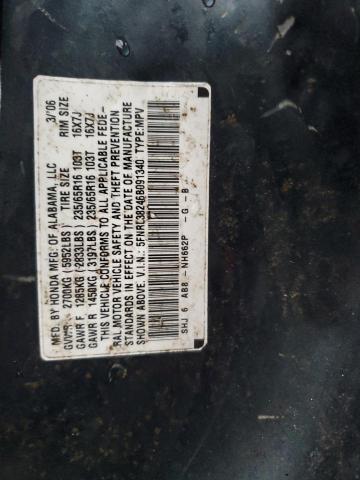 MFD. BY HONDA MFG OF ALABAMA, LLC 3/'06
GVWR 2700KG (5952LBS) TIRE SIZE RIM SIZE
GAWR F 1285KG (2833LBS) 235/65R16 103T 16X7J
GAWR R 1450KG (3197LBS) 235/65R16 103T 16X7J
THIS VEHICLE CONFORMS TO ALL APPLICABLE FEDE-
RAL MOTOR VEHICLE SAFETY AND THEFT PREVENTION
STANDARDS IN EFFECT ON THE DATE OF MANUFACTURE
SHOWN ABOVE. V.I.N.: 5FNRC38246B091340 TYPE:MPV
SHJ 6 AB8 -NH662P -G -B